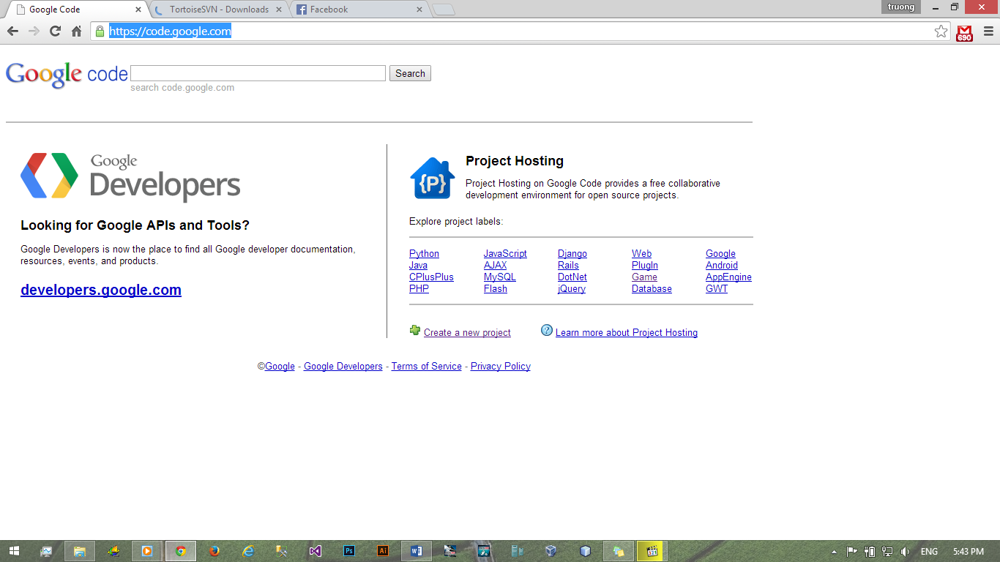 Google Code
TortoiseSVN - Downloads
Facebook
truong
https://code.google.com
690
Google code
Search
search code.google.com
Google
Developers
Looking for Google APIs and Tools?
Google Developers is now the place to find all Google developer documentation,
resources, events, and products.
developers.google.com
{P}
Project Hosting
Project Hosting on Google Code provides a free collaborative
development environment for open source projects.
Explore project labels:
Python JavaScript Django Web Google
Java AJAX Rails PlugIn Android
CPlusPlus MySQL DotNet Game AppEngine
PHP Flash jQuery Database GWT
Create a new project
Learn more about Project Hosting
©Google - Google Developers - Terms of Service - Privacy Policy
Ps
Ai
321
ENG
5:43 PM